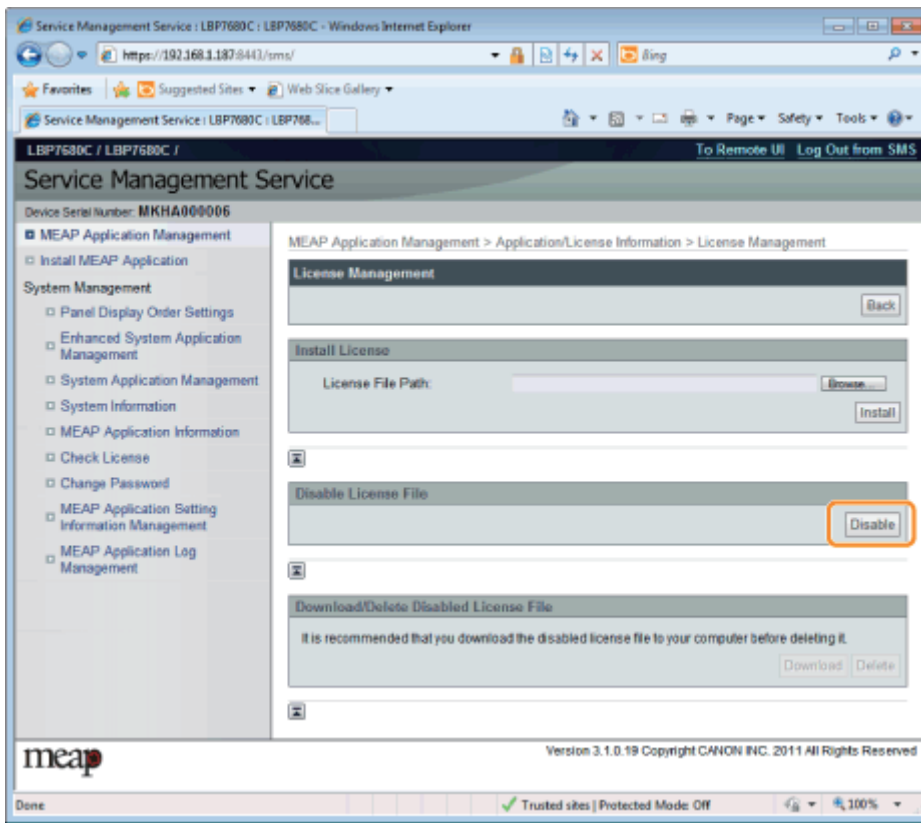 Service Management Service : LBP7680C : LBP7680C - Windows Internet Explorer
https://192.168.1.187:8443/sms/
Bing
Favorites
Suggested Sites
Web Slice Gallery
Service Management Service : LBP7680C : LBP768...
Page
Safety
Tools
LBP7680C / LBP7680C /
To Remote UI
Log Out from SMS
Service Management Service
Device Serial Number: MKHA000006
MEAP Application Management
Install MEAP Application
System Management
Panel Display Order Settings
Enhanced System Application
Management
System Application Management
System Information
MEAP Application Information
Check License
Change Password
MEAP Application Setting
Information Management
MEAP Application Log
Management
MEAP Application Management > Application/License Information > License Management
License Management
Back
Install License
License File Path:
Browse...
Install
Disable License File
Disable
Download/Delete Disabled License File
It is recommended that you download the disabled license file to your computer before deleting it.
Download
Delete
meap
Version 3.1.0.19 Copyright CANON INC. 2011 All Rights Reserved
Done
Trusted sites | Protected Mode: Off
100%